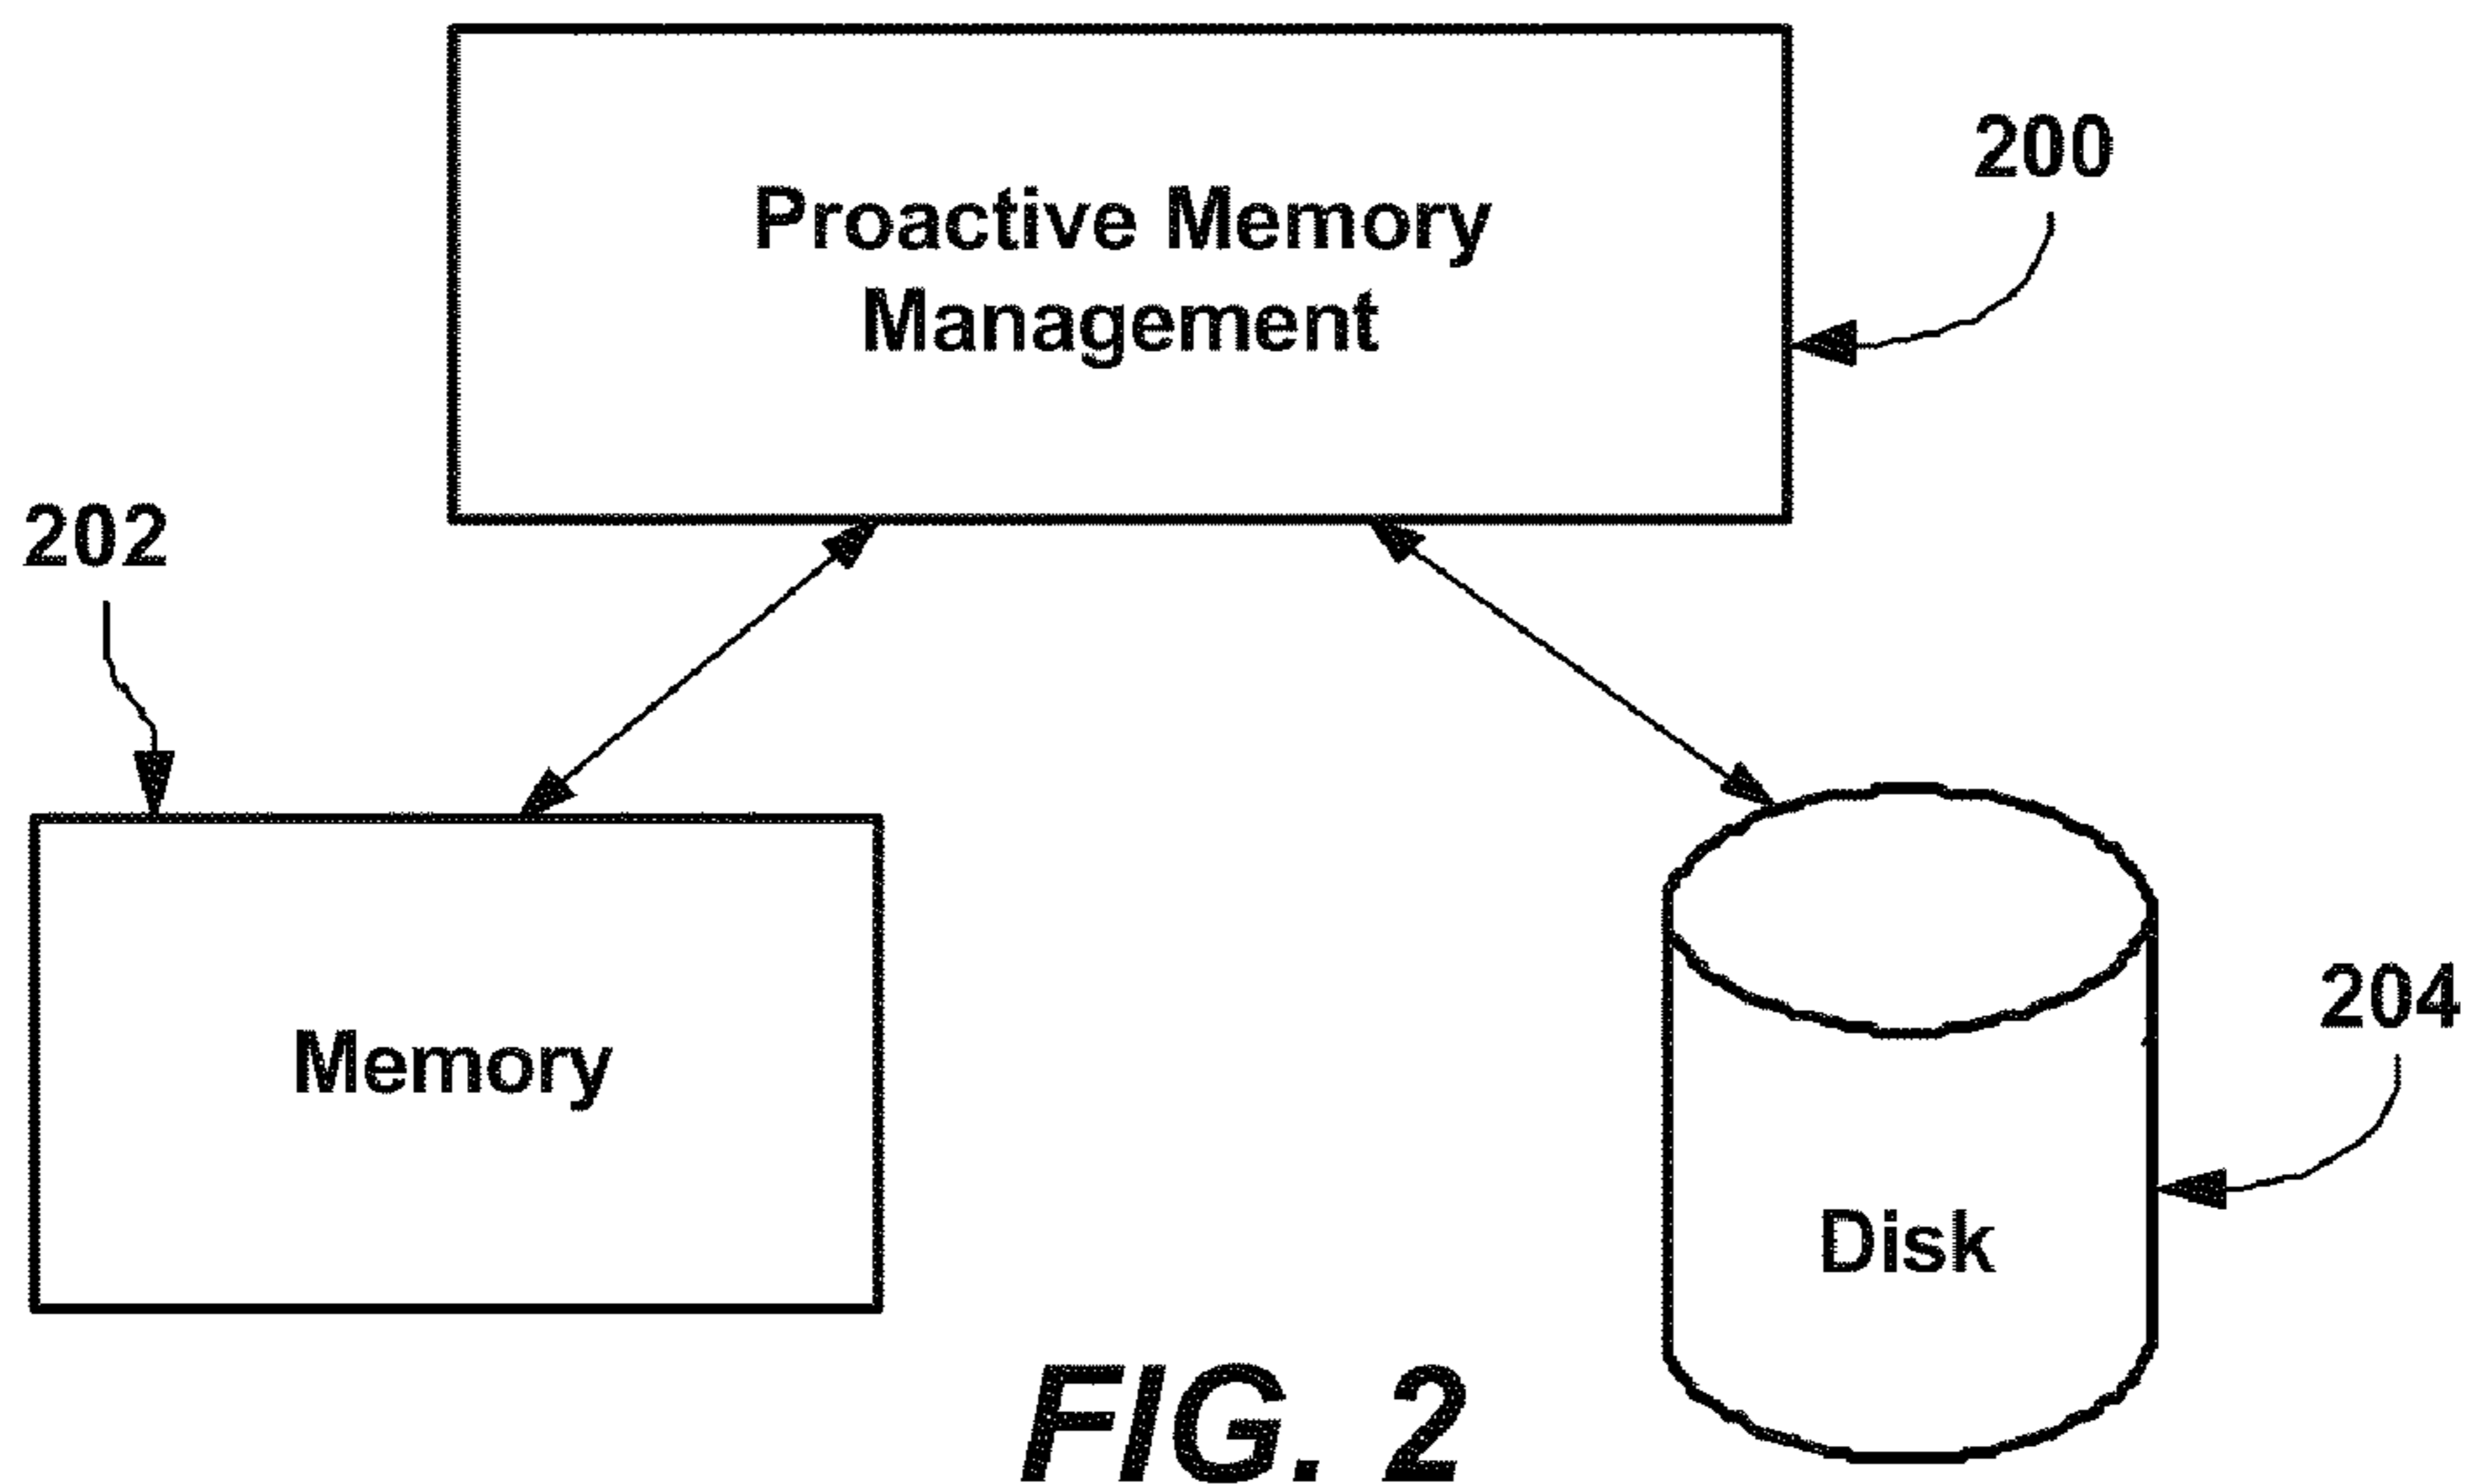 Proactive Memory
Management
200
202
Memory
204
Disk
FIG. 2